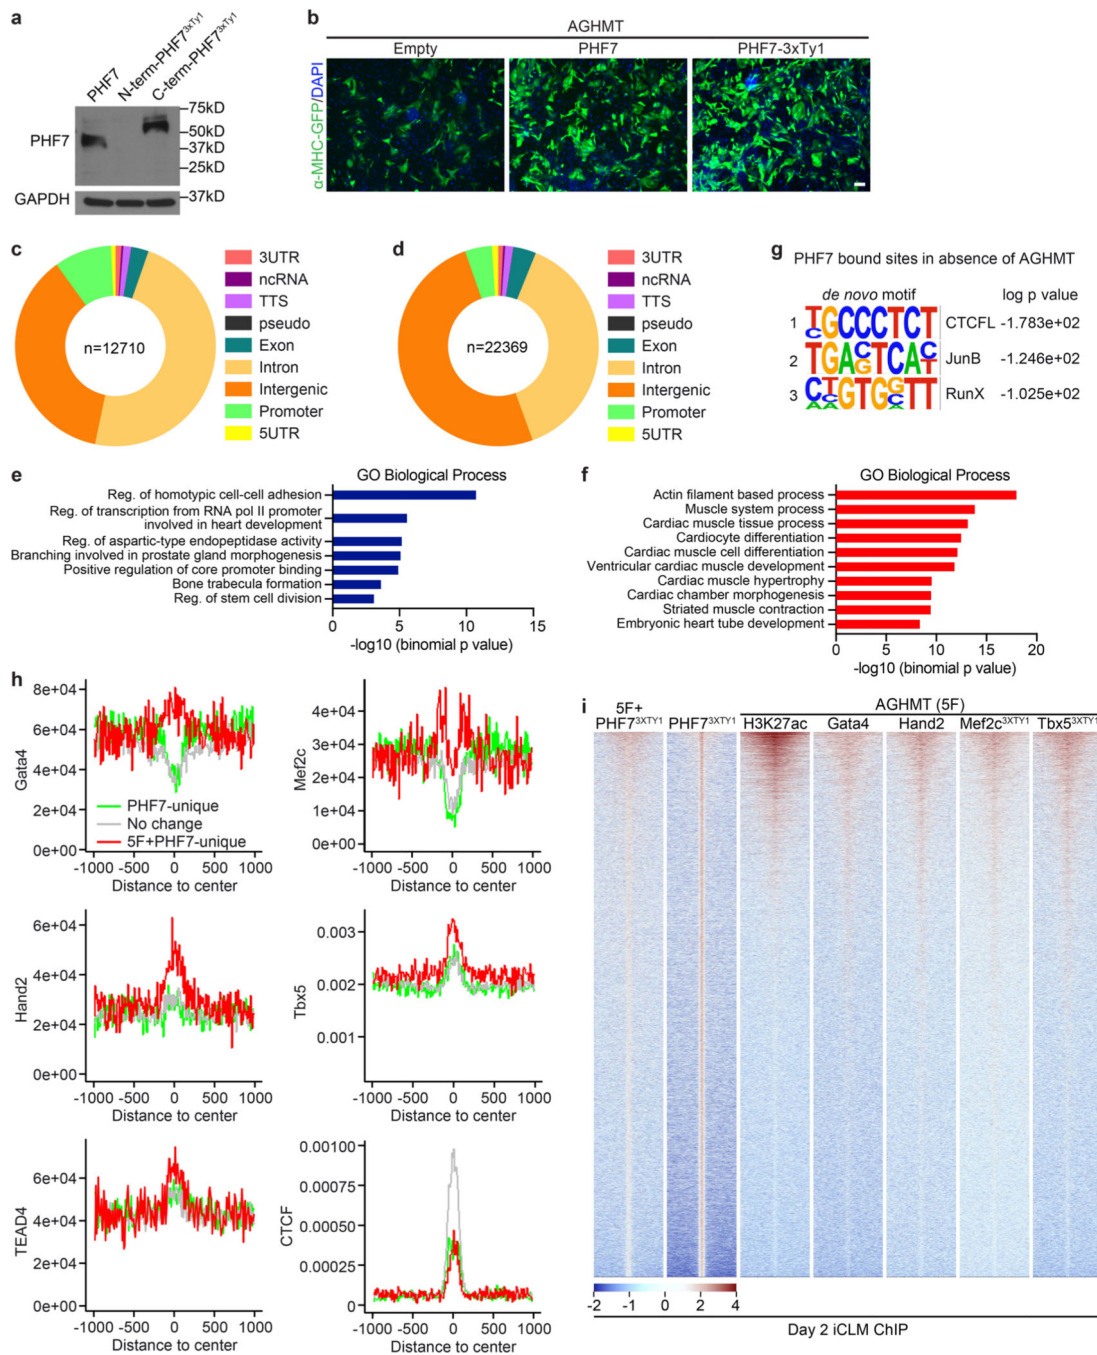 a
PHF7
N-term-PHF7^3xTy1
C-term-PHF7^3xTy1
PHF7
75kD
50kD
37kD
25kD
GAPDH
37kD
b
AGHMT
Empty
PHF7
PHF7-3xTy1
α-MHC-GFP/DAPI
c
n=12710
3UTR
ncRNA
TTS
pseudo
Exon
Intron
Intergenic
Promoter
5UTR
d
n=22369
3UTR
ncRNA
TTS
pseudo
Exon
Intron
Intergenic
Promoter
5UTR
g
PHF7 bound sites in absence of AGHMT
de novo motif
log p value
1
CTCFL
-1.783e+02
2
JunB
-1.246e+02
3
RunX
-1.025e+02
e
GO Biological Process
Reg. of homotypic cell-cell adhesion
Reg. of transcription from RNA pol II promoter
involved in heart development
Reg. of aspartic-type endopeptidase activity
Branching involved in prostate gland morphogenesis
Positive regulation of core promoter binding
Bone trabecula formation
Reg. of stem cell division
0 5 10 15
-log10 (binomial p value)
f
GO Biological Process
Actin filament based process
Muscle system process
Cardiac muscle tissue process
Cardiocyte differentiation
Cardiac muscle cell differentiation
Ventricular cardiac muscle development
Cardiac muscle hypertrophy
Cardiac chamber morphogenesis
Striated muscle contraction
Embryonic heart tube development
0 5 10 15 20
-log10 (binomial p value)
h
Gata4
8e+04
6e+04
4e+04
2e+04
0e+00
PHF7-unique
No change
5F+PHF7-unique
-1000 -500 0 500 1000
Distance to center
Mef2c
4e+04
3e+04
2e+04
1e+04
0e+00
-1000 -500 0 500 1000
Distance to center
Hand2
6e+04
4e+04
2e+04
0e+00
-1000 -500 0 500 1000
Distance to center
Tbx5
0.003
0.002
0.001
-1000 -500 0 500 1000
Distance to center
TEAD4
6e+04
4e+04
2e+04
0e+00
-1000 -500 0 500 1000
Distance to center
CTCF
0.00100
0.00075
0.00050
0.00025
0
1000 -500 0 500 1000
Distance to center
i
5F+
PHF7^3XTY1
PHF7^3XTY1
AGHMT (5F)
H3K27ac
Gata4
Hand2
Mef2c^3XTY1
Tbx5^3XTY1
-2 -1 0 2 4
Day 2 iCLM ChIP